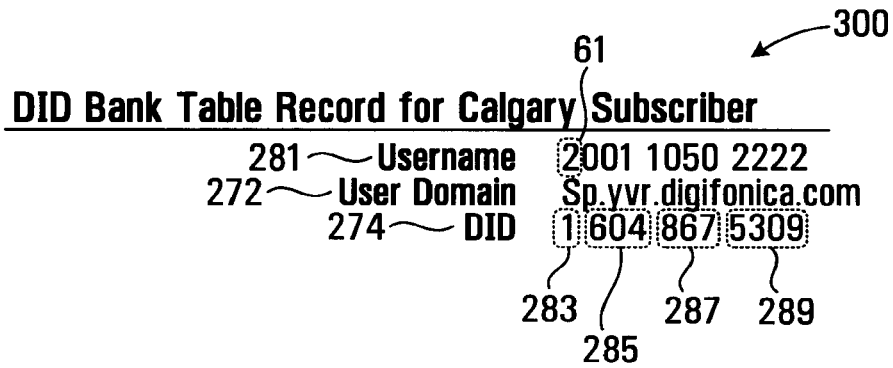 300
61
DID Bank Table Record for Calgary Subscriber
281 Username 2001 1050 2222
272 User Domain Sp.yvr.digifonica.com
274 DID 1 604 867 5309
283 285 287 289